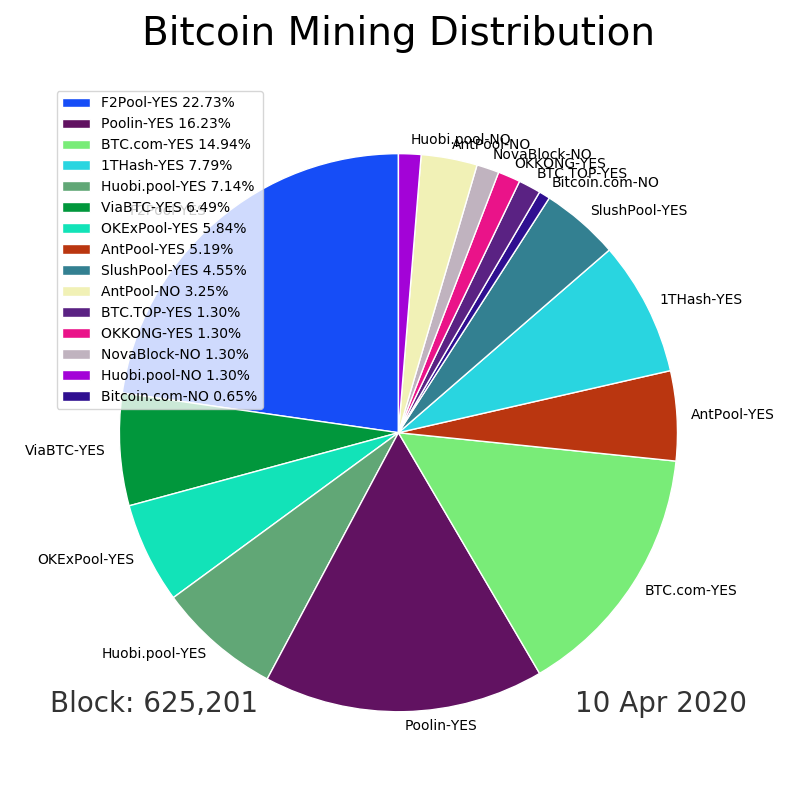 Bitcoin Mining Distribution
F2Pool-YES 22.73%
Poolin-YES 16.23%
BTC.com-YES 14.94%
1THash-YES 7.79%
Huobi.pool-YES 7.14%
ViaBTC-YES 6.49%
OKExPool-YES 5.84%
AntPool-YES 5.19%
SlushPool-YES 4.55%
AntPool-NO 3.25%
BTC.TOP-YES 1.30%
OKKONG-YES 1.30%
NovaBlock-NO 1.30%
Huobi.pool-NO 1.30%
Bitcoin.com-NO 0.65%
Huobi.pool-NO
AntPool-NO
NovaBlock-NO
OKKONG-YES
BTC.TOP-YES
Bitcoin.com-NO
SlushPool-YES
F2Pool-YES
1THash-YES
AntPool-YES
ViaBTC-YES
OKExPool-YES
BTC.com-YES
Huobi.pool-YES
Poolin-YES
Block: 625,201
10 Apr 2020